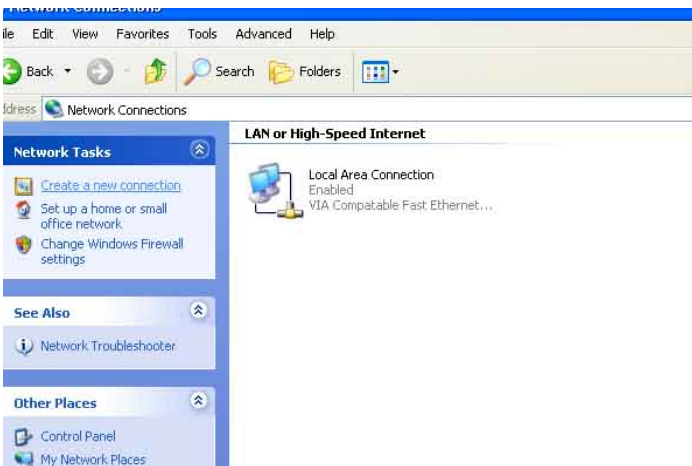 Network Connections
ile Edit View Favorites Tools Advanced Help
Back Search Folders
ddress Network Connections
LAN or High-Speed Internet
Network Tasks
Create a new connection
Set up a home or small
office network
Change Windows Firewall
settings
Local Area Connection
Enabled
VIA Compatable Fast Ethernet...
See Also
Network Troubleshooter
Other Places
Control Panel
My Network Places